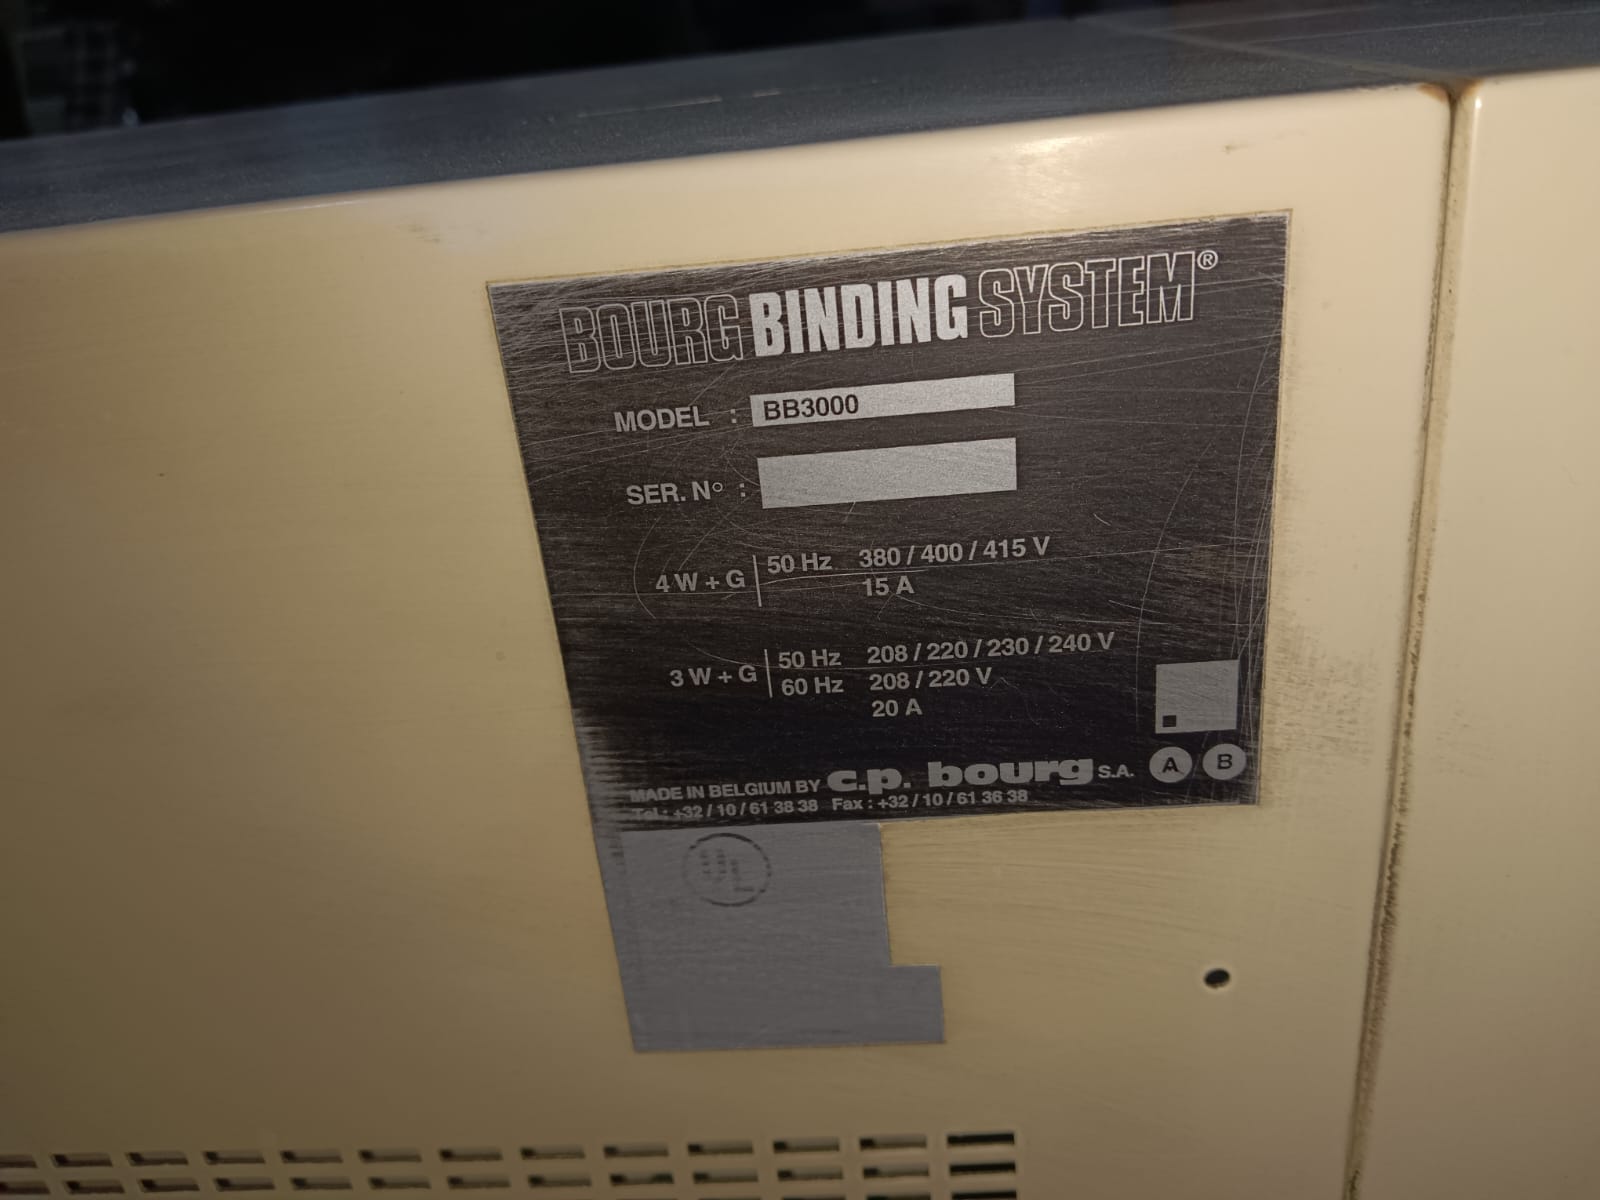 BOURG BINDING SYSTEM®
MODEL : BB3000
SER. N° :
4 W + G 50 Hz 380 / 400 / 415 V
15 A
3 W + G 50 Hz 208 / 220 / 230 / 240 V
60 Hz 208 / 220 V
20 A
A B
MADE IN BELGIUM BY c.p. bourg S.A.
Tel : +32 / 10 / 61 38 38 Fax : +32 / 10 / 61 36 38
UL